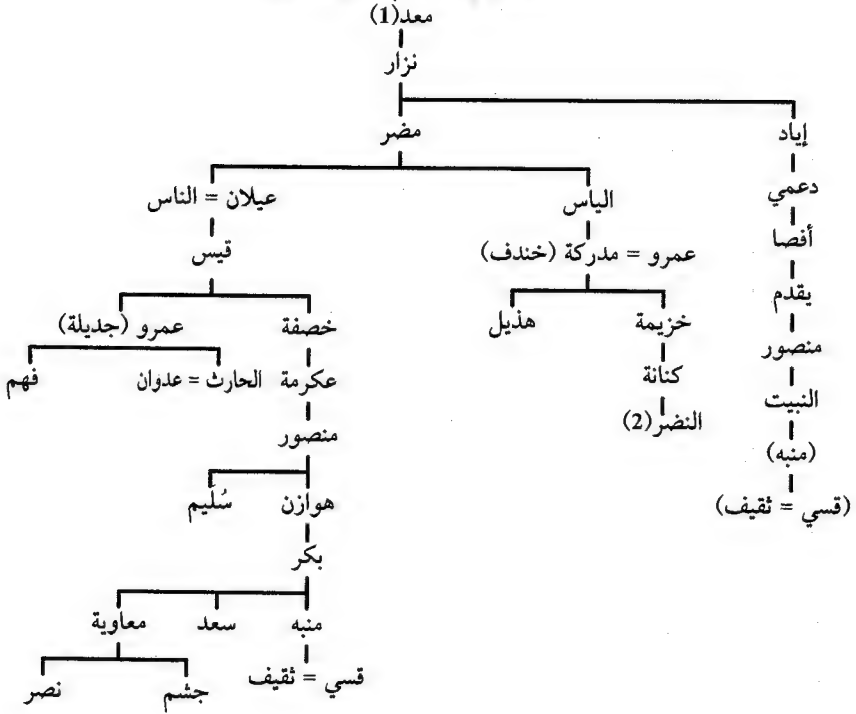 معد(1)
نزار
مضر إياد
عيلان = الناس الياس دعمي
قيس عمرو = مدركة (خندف) أفصا
عمرو (جديلة) خصفة هذيل خزيمة يقدم
فهم الحارث = عدوان عكرمة كنانة منصور
منصور النضر(2) النبيت
سُلَيم هوازن (منبه)
بكر (قسي = ثقيف)
معاوية سعد منبه
نصر جشم قسي = ثقيف